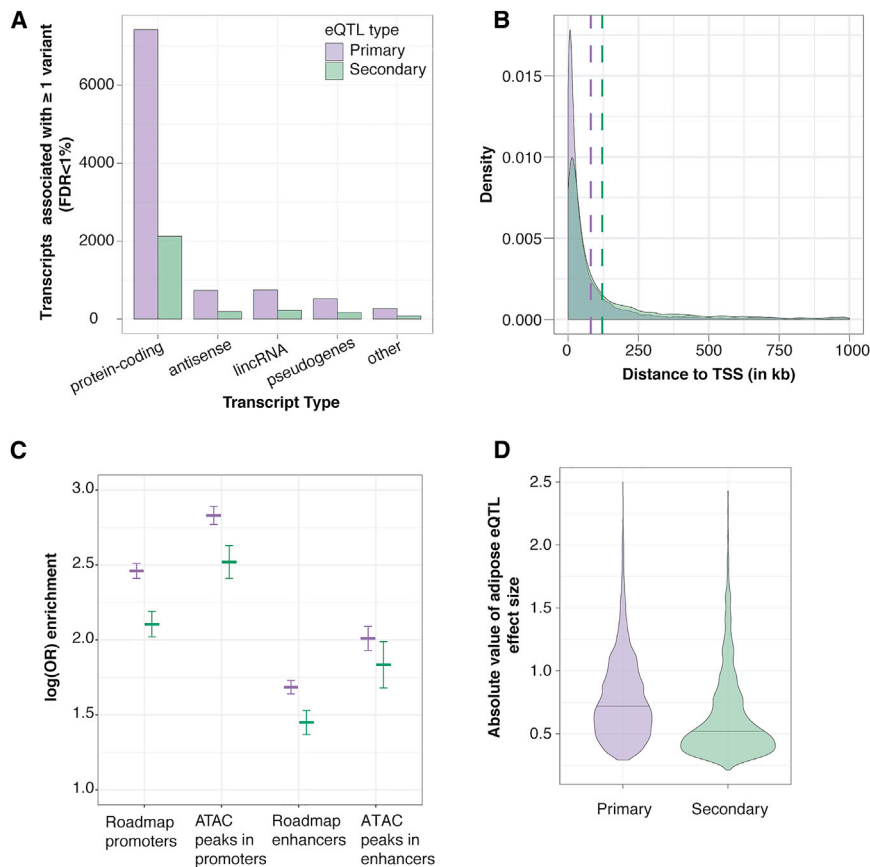 A
Transcripts associated with ≥ 1 variant
(FDR<1%)
6000
4000
2000
0
eQTL type
Primary
Secondary
protein-coding
antisense
lincRNA
pseudogenes
other
Transcript Type
B
Density
0.015
0.010
0.005
0.000
0 250 500 750 1000
Distance to TSS (in kb)
C
log(OR) enrichment
3.0
2.5
2.0
1.5
1.0
Roadmap
promoters
ATAC
peaks in
promoters
Roadmap
enhancers
ATAC
peaks in
enhancers
D
Absolute value of adipose eQTL
effect size
2.5
2.0
1.5
1.0
0.5
Primary Secondary